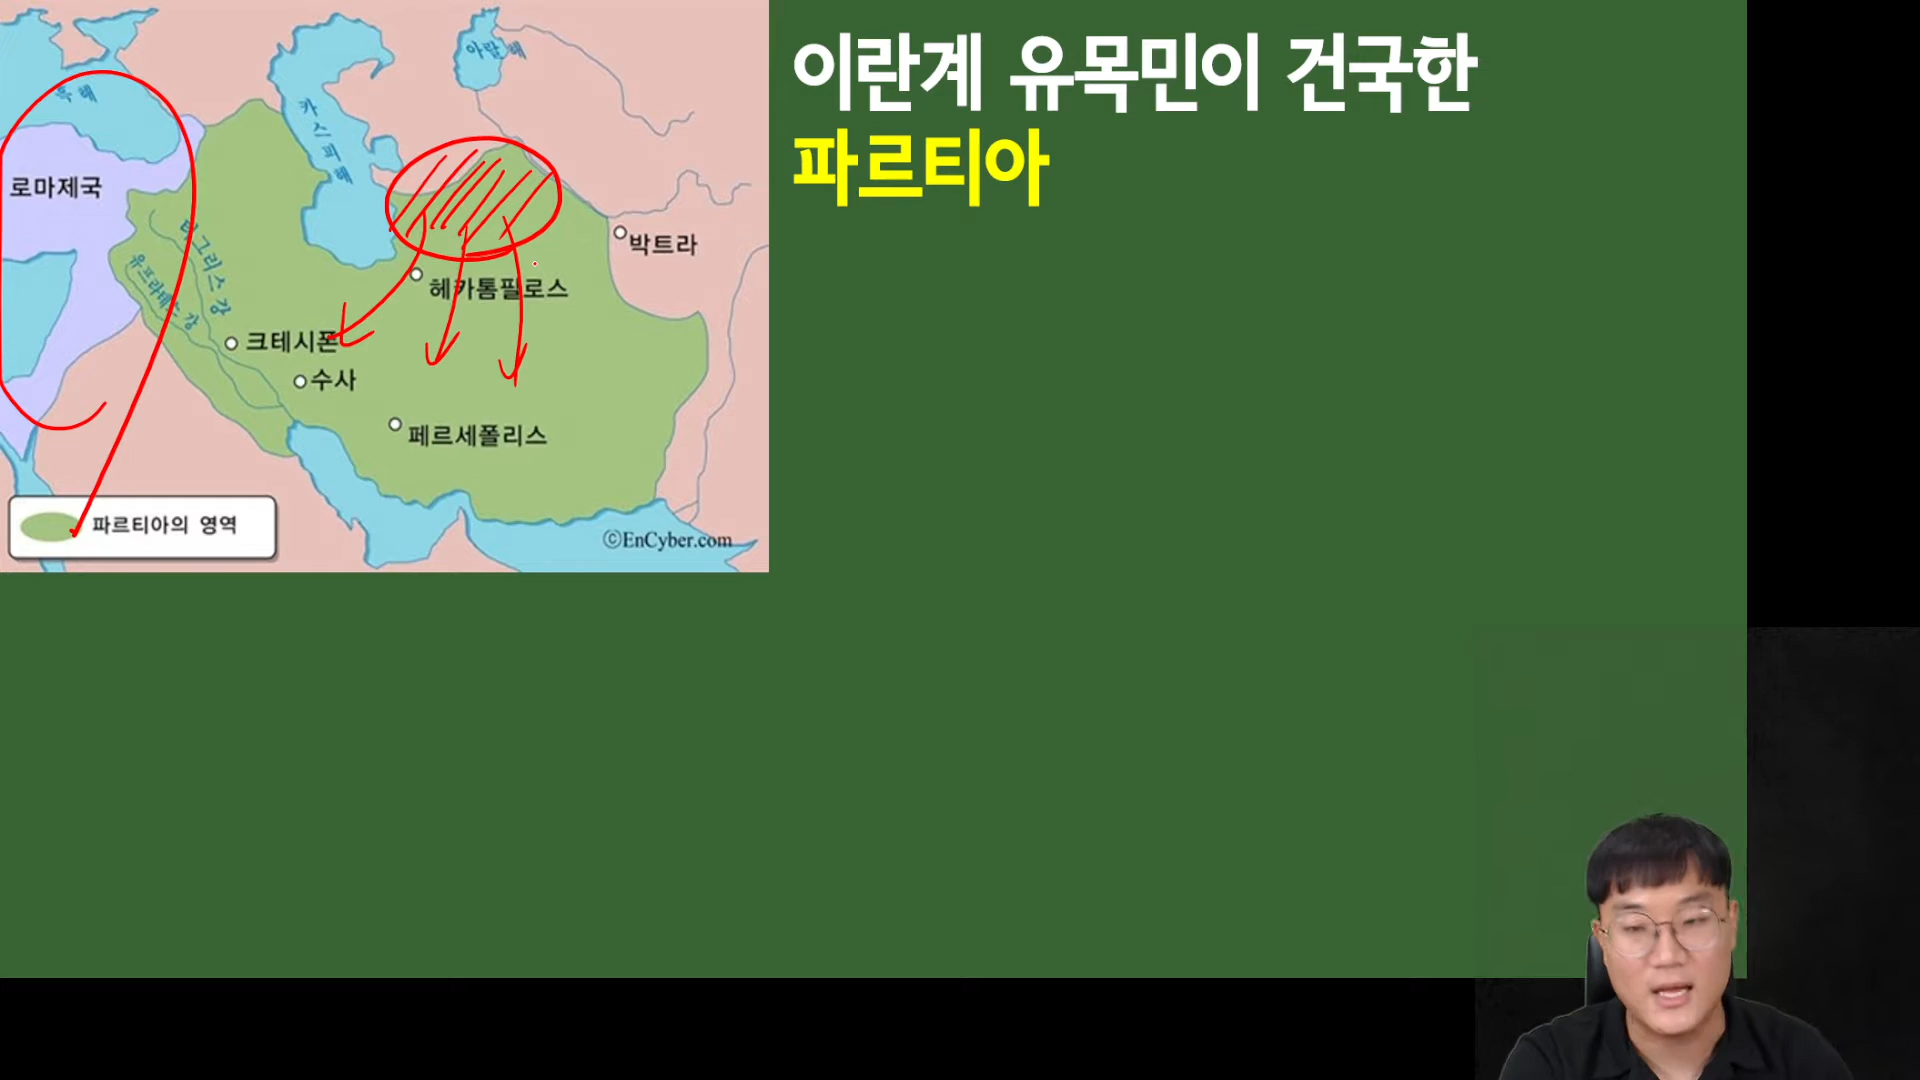 이란계 유목민이 건국한
파르티아
흑해
아랄해
카스피해
로마제국
티그리스 강
유프라테스 강
박트라
헤카톰필로스
크테시폰
수사
페르세폴리스
파르티아의 영역
©EnCyber.com